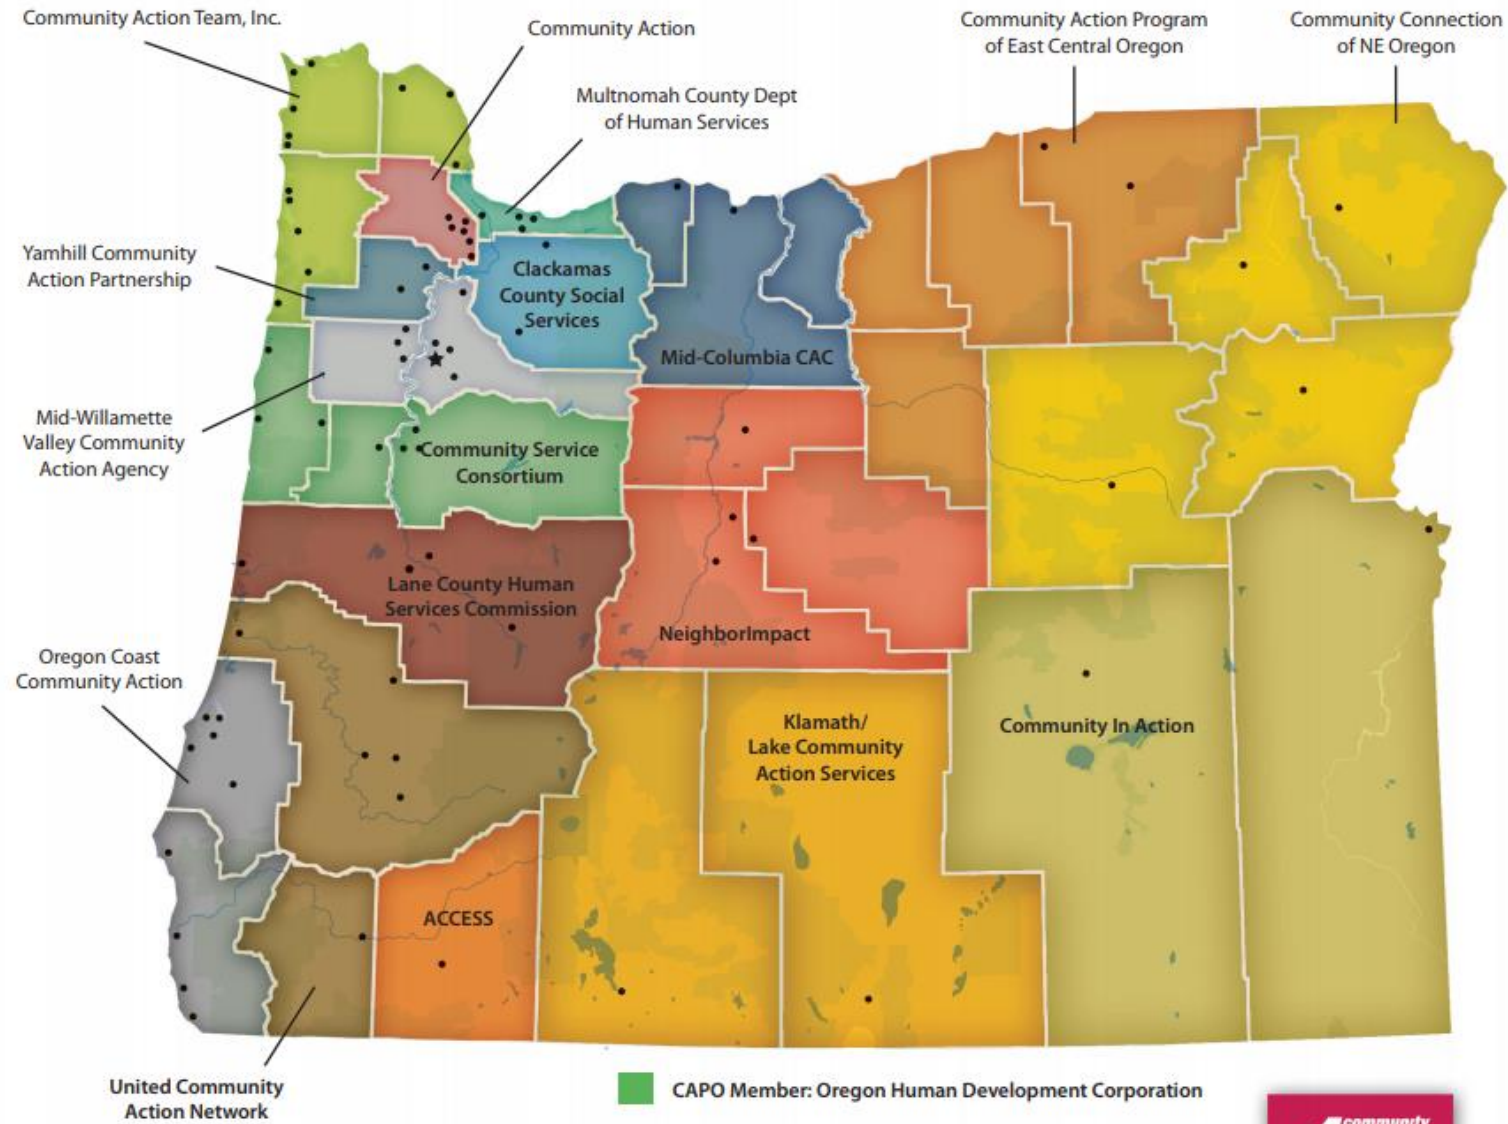 Community Action Team, Inc.
Community Action
Community Action Program
of East Central Oregon
Community Connection
of NE Oregon
Multnomah County Dept
of Human Services
Yamhill Community
Action Partnership
Clackamas
County Social
Services
Mid-Columbia CAC
Mid-Willamette
Valley Community
Action Agency
Community Service
Consortium
Lane County Human
Services Commission
NeighborImpact
Oregon Coast
Community Action
Klamath/
Lake Community
Action Services
Community In Action
ACCESS
United Community
Action Network
CAPO Member: Oregon Human Development Corporation
community